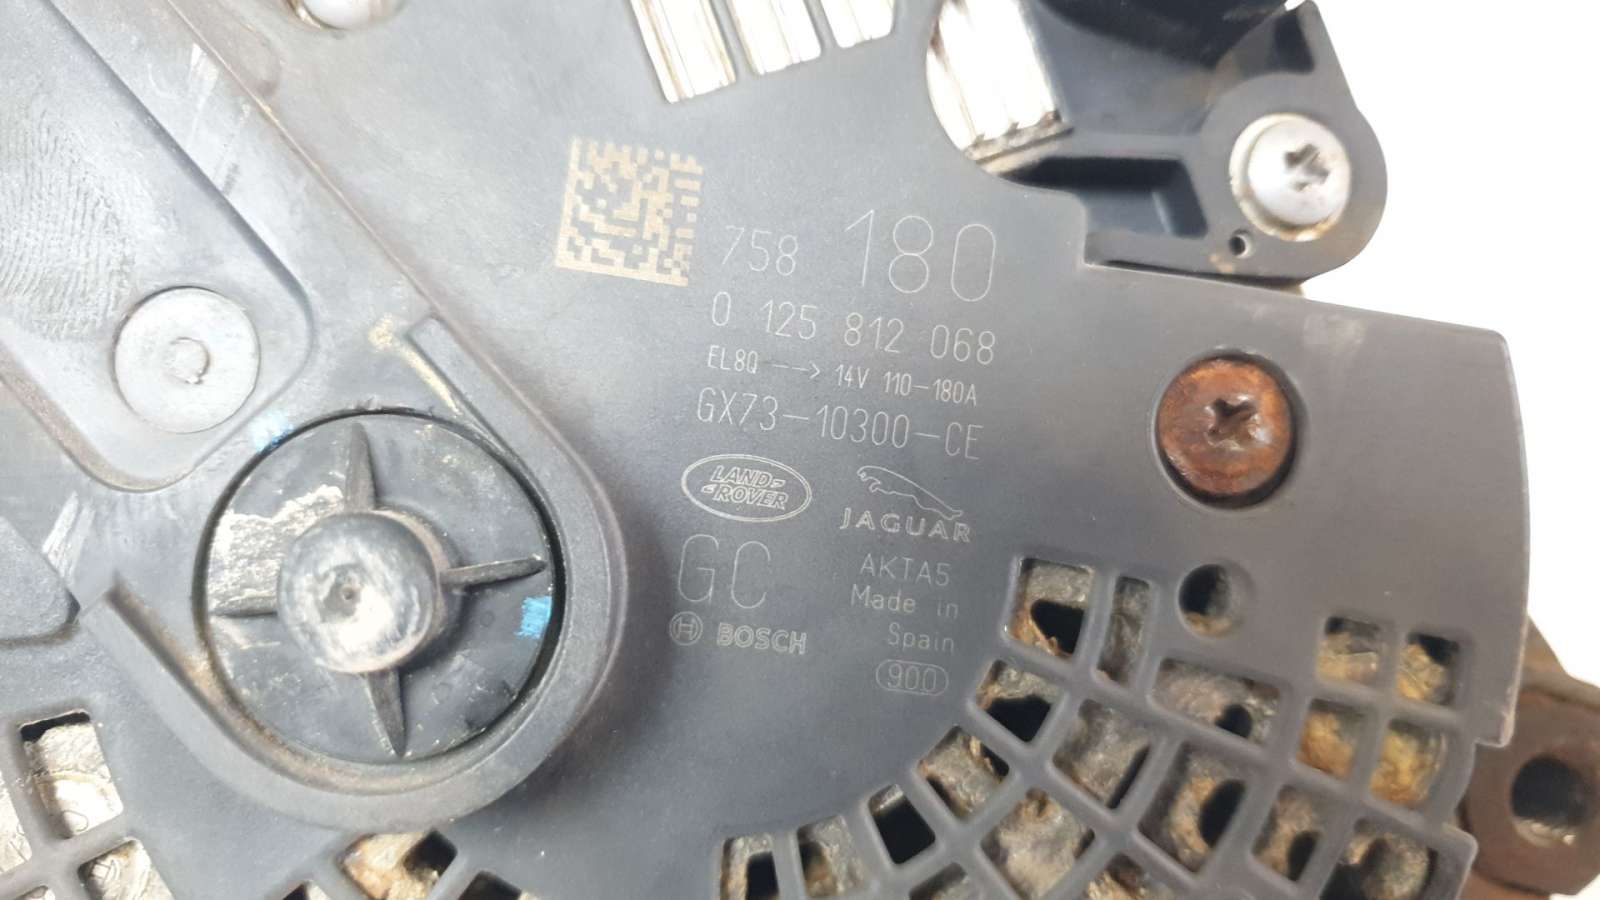 758 180
0 125 812 068
EL8Q --> 14V 110-180A
GX73-10300-CE
LAND
ROVER
JAGUAR
GC
AKTA5
Made in
Spain
BOSCH
900